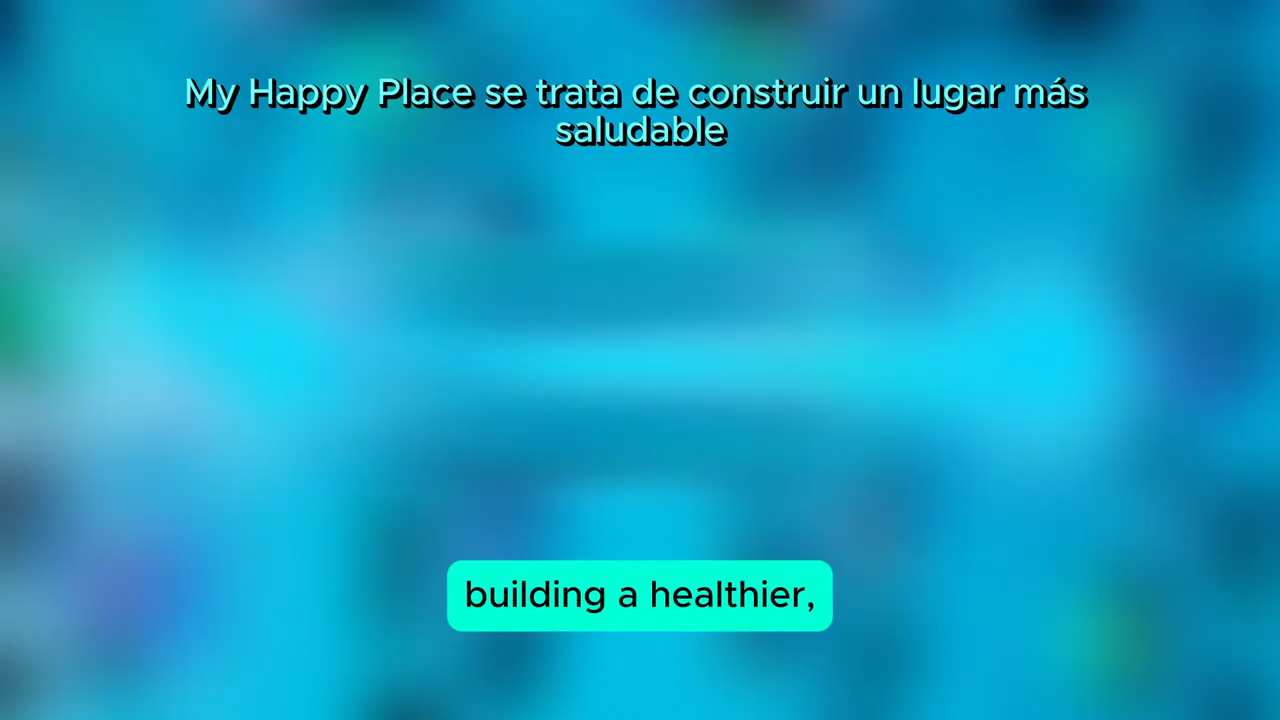 My Happy Place se trata de construir un lugar más
saludable
building a healthier,